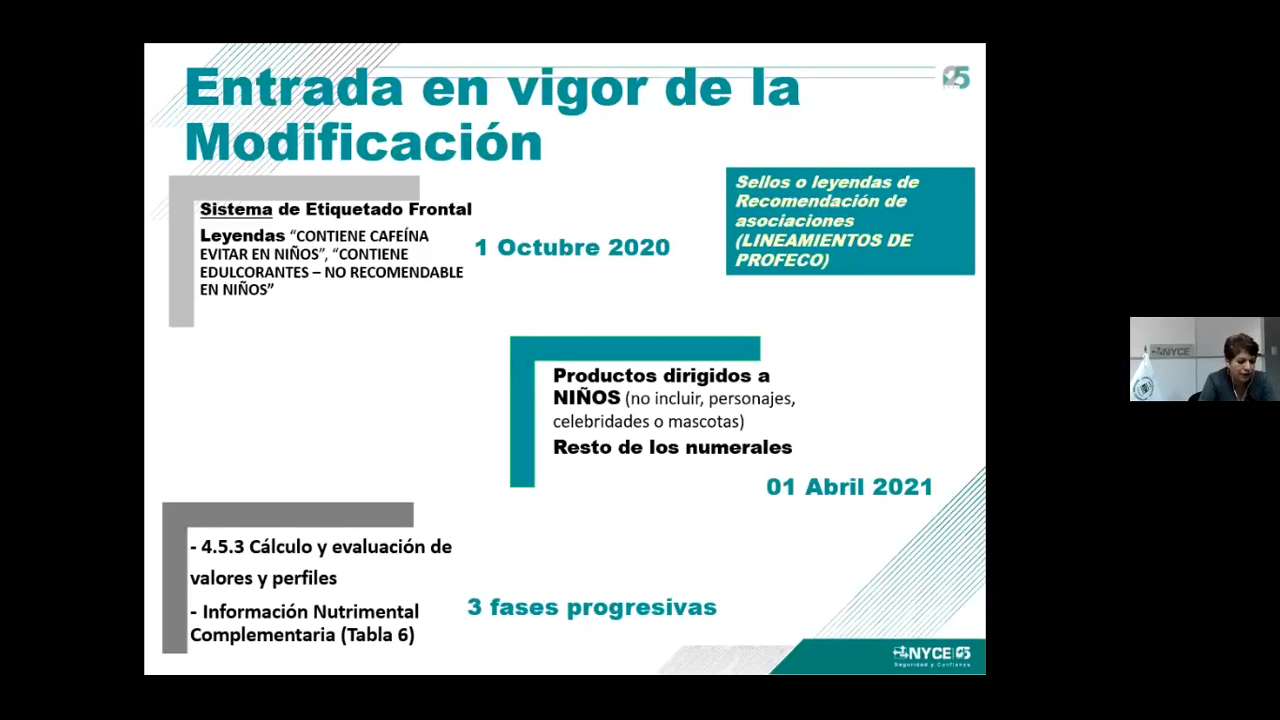 Entrada en vigor de la
Modificación
Sistema de Etiquetado Frontal
Leyendas “CONTIENE CAFEÍNA
EVITAR EN NIÑOS”, “CONTIENE
EDULCORANTES – NO RECOMENDABLE
EN NIÑOS”
1 Octubre 2020
Sellos o leyendas de
Recomendación de
asociaciones
(LINEAMIENTOS DE
PROFECO)
Productos dirigidos a
NIÑOS (no incluir, personajes,
celebridades o mascotas)
Resto de los numerales
01 Abril 2021
- 4.5.3 Cálculo y evaluación de
valores y perfiles
- Información Nutrimental
Complementaria (Tabla 6)
3 fases progresivas
NYCE
Seguridad y Confianza
NYCE